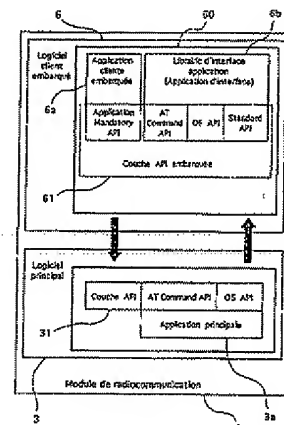 6
60
6b
Logiciel client embarqué
Application cliente embarquée
6a
Librairie d'interface application
(Application d'interface)
Application Mandatory API
AT Command API
OS API
Standard API
Couche API embarquée
61
Logiciel principal
Couche API
AT Command API
OS API
31
Application principale
Module de radiocommunication
3
3a